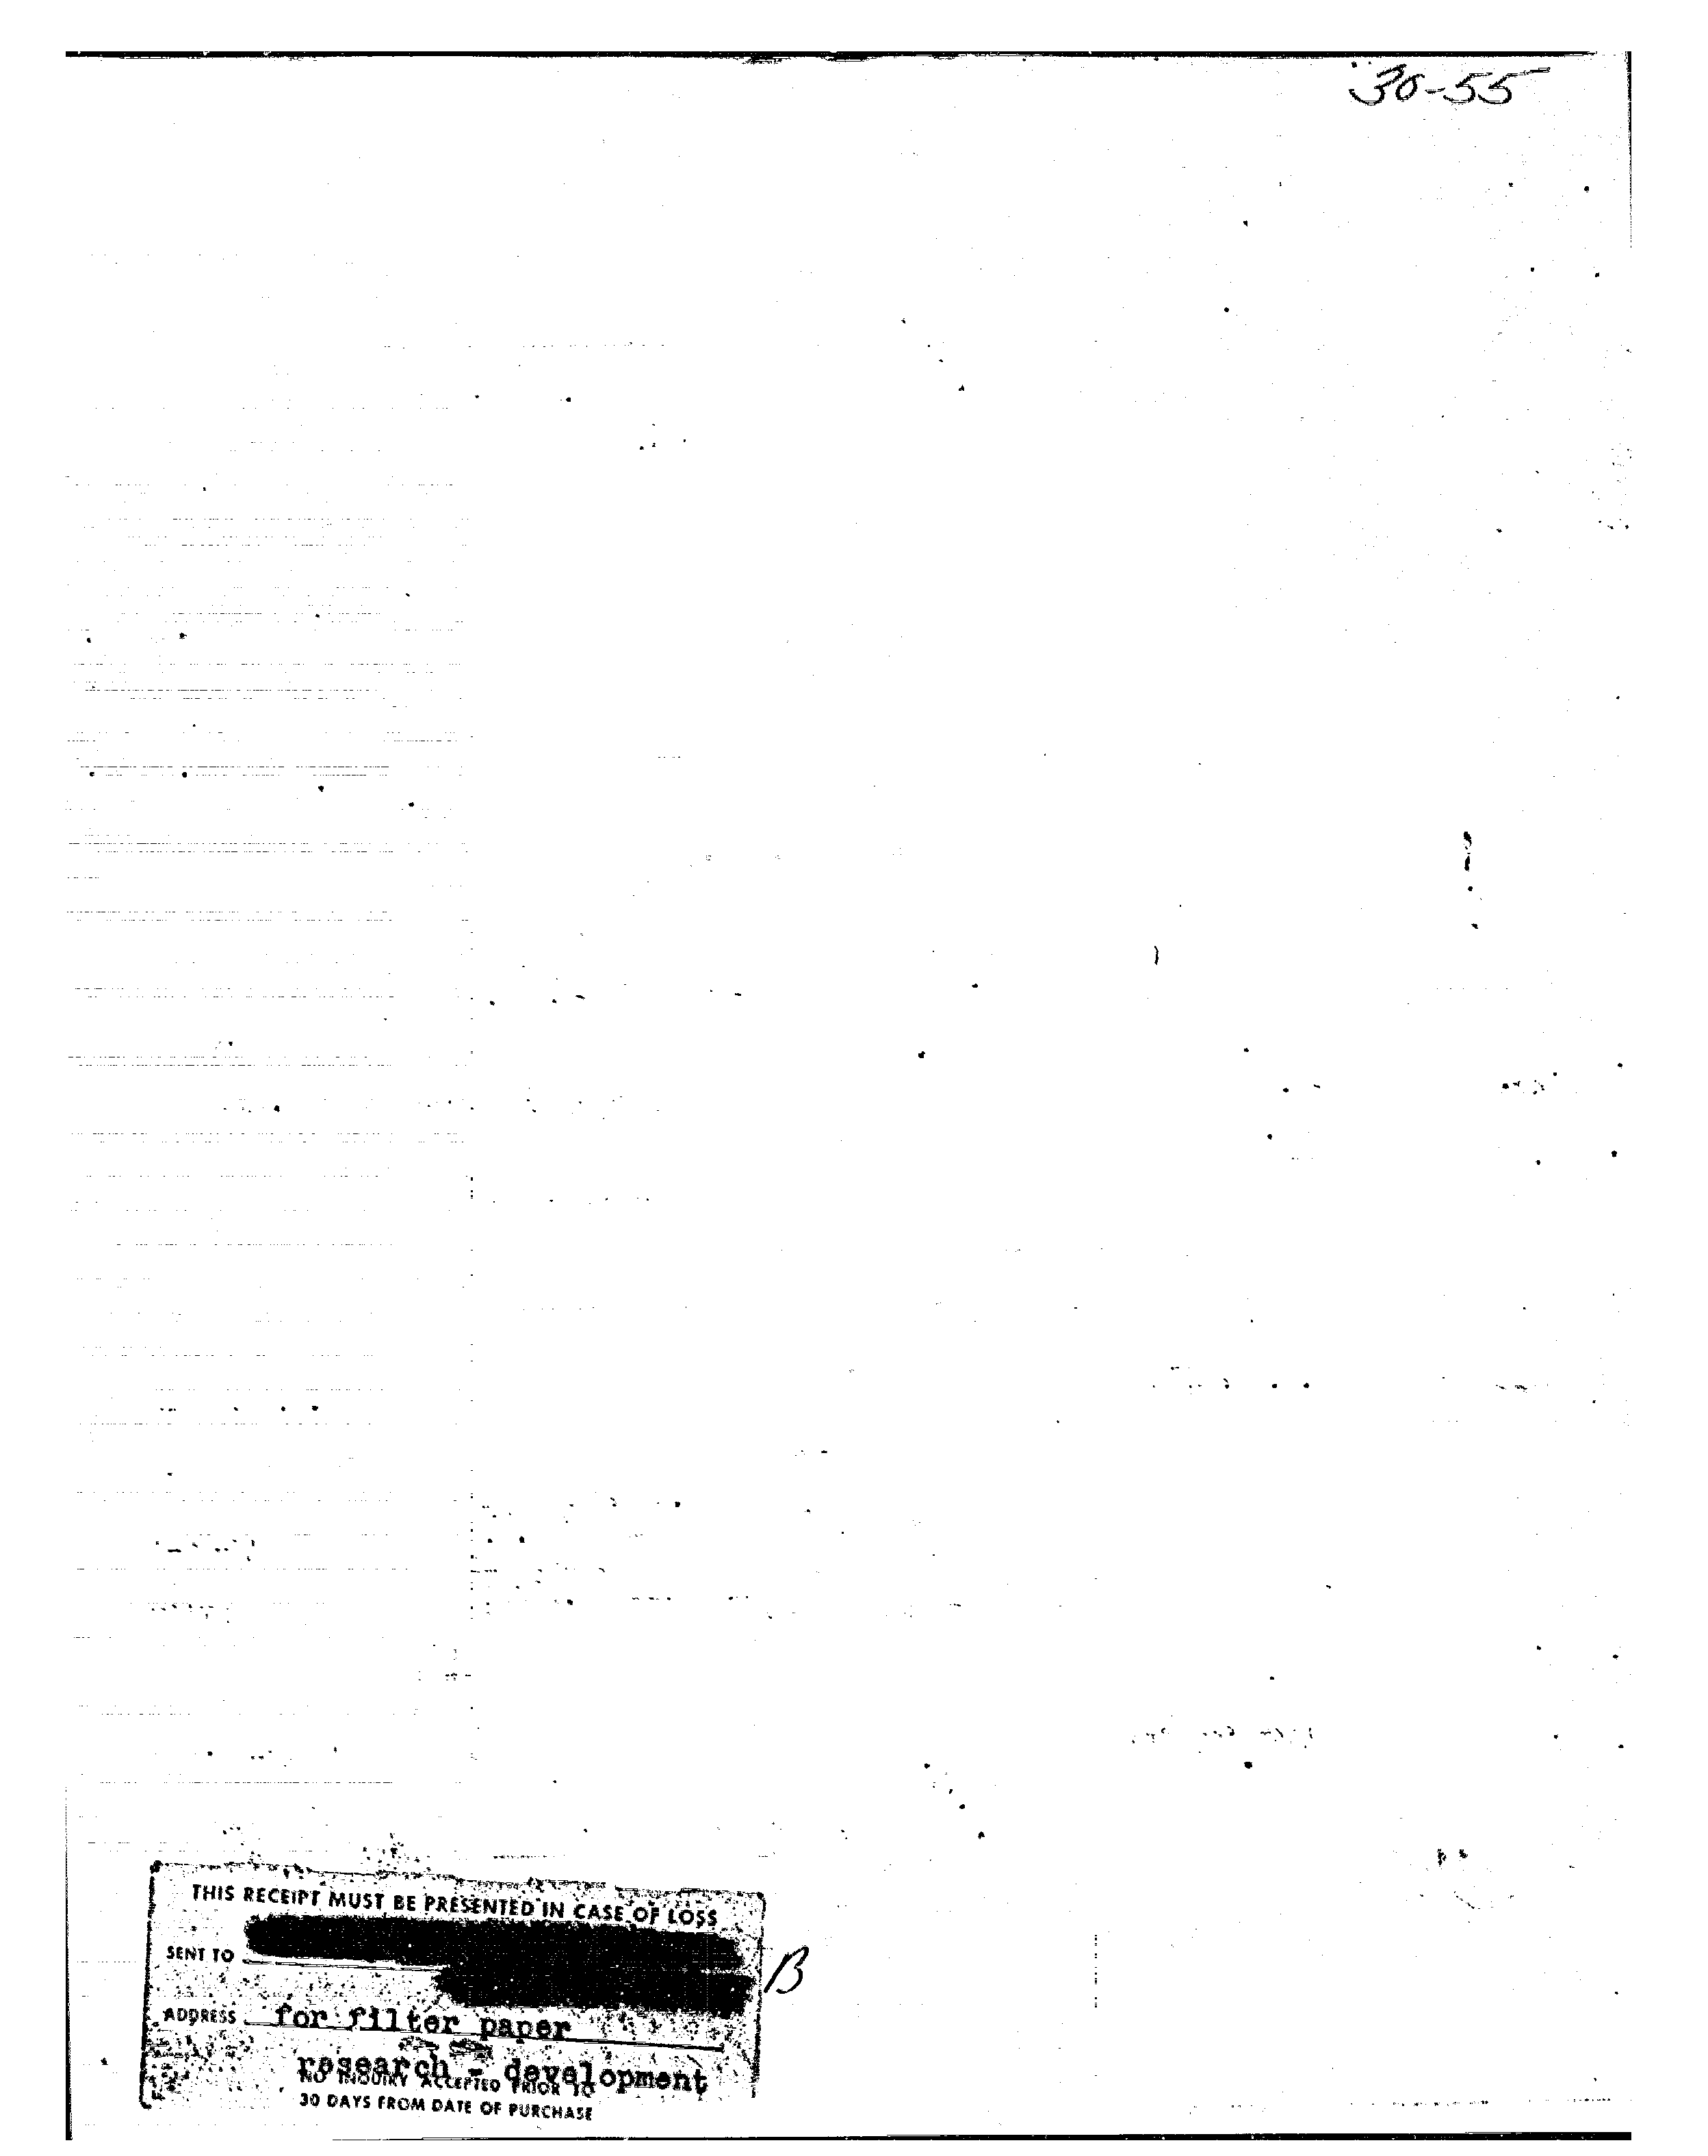 30-55
THIS RECEIPT MUST BE PRESENTED IN CASE OF LOSS
SENT TO
B
ADDRESS for filter paper
research - development
NO INQUIRY ACCEPTED PRIOR TO
30 DAYS FROM DATE OF PURCHASE